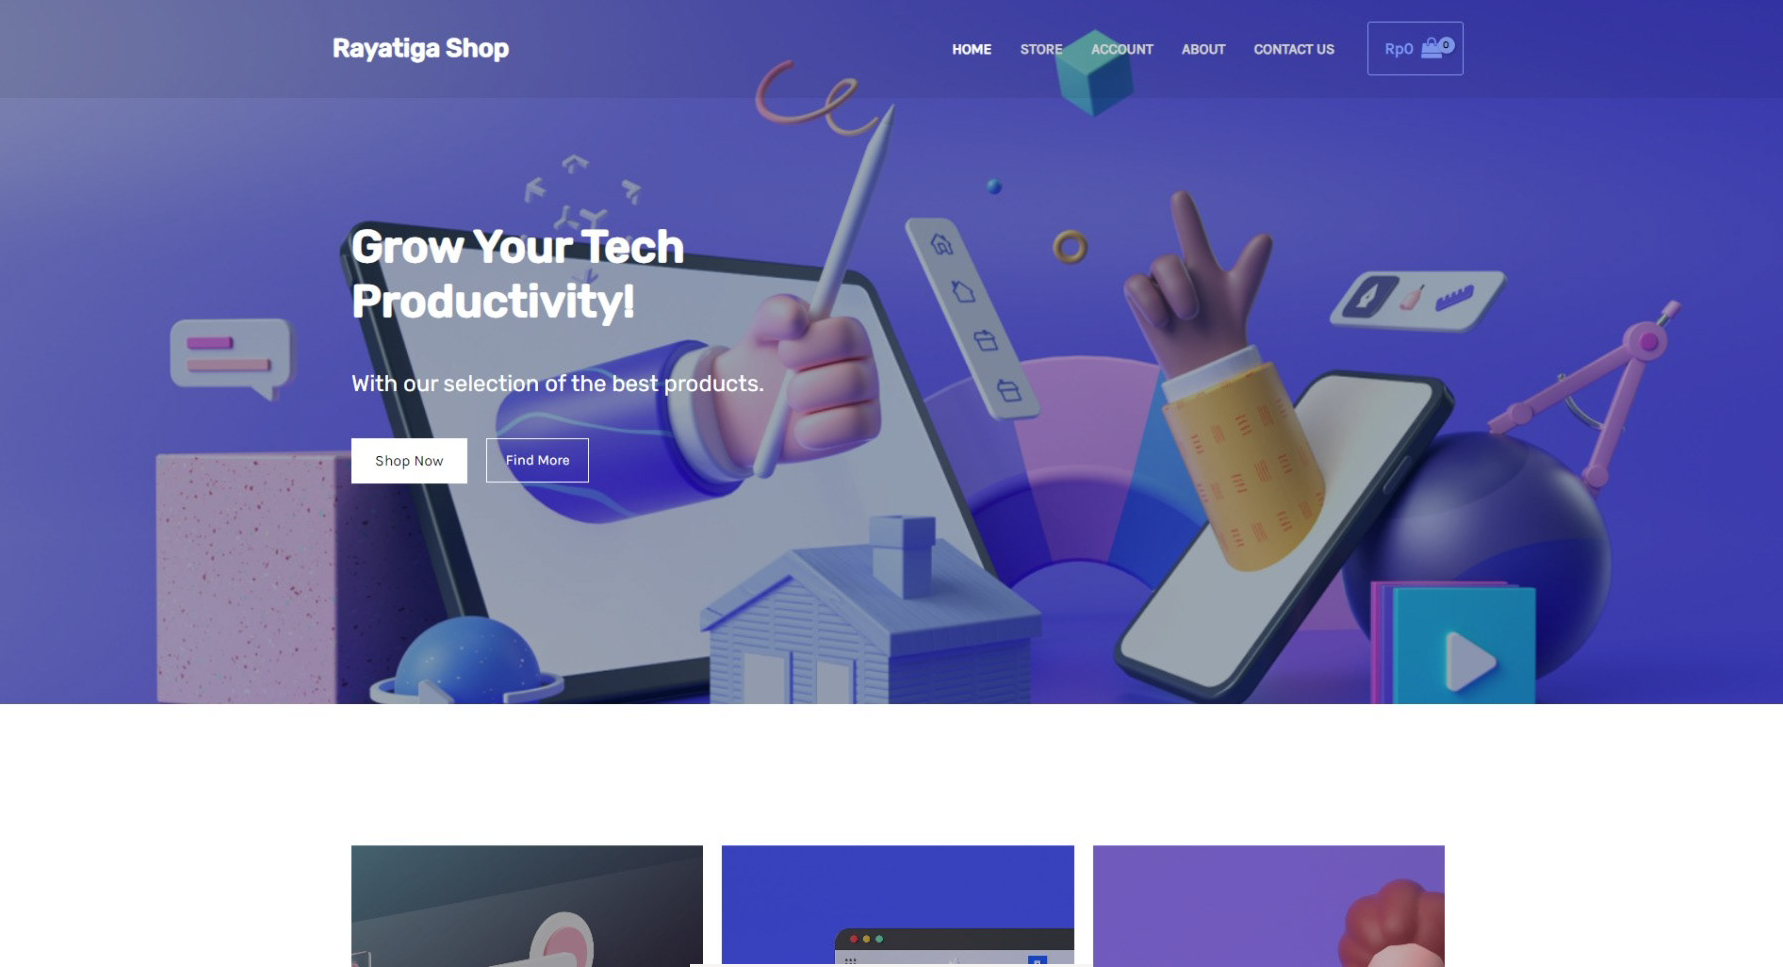 Rayatiga Shop
HOME STORE ACCOUNT ABOUT CONTACT US Rp0 0
Grow Your Tech
Productivity!
With our selection of the best products.
Shop Now Find More